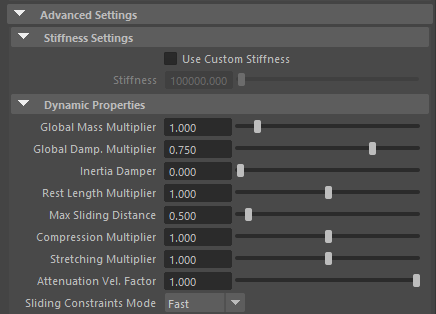 Advanced Settings
Stiffness Settings
Use Custom Stiffness
Stiffness 100000.000
Dynamic Properties
Global Mass Multiplier 1.000
Global Damp. Multiplier 0.750
Inertia Damper 0.000
Rest Length Multiplier 1.000
Max Sliding Distance 0.500
Compression Multiplier 1.000
Stretching Multiplier 1.000
Attenuation Vel. Factor 1.000
Sliding Constraints Mode Fast